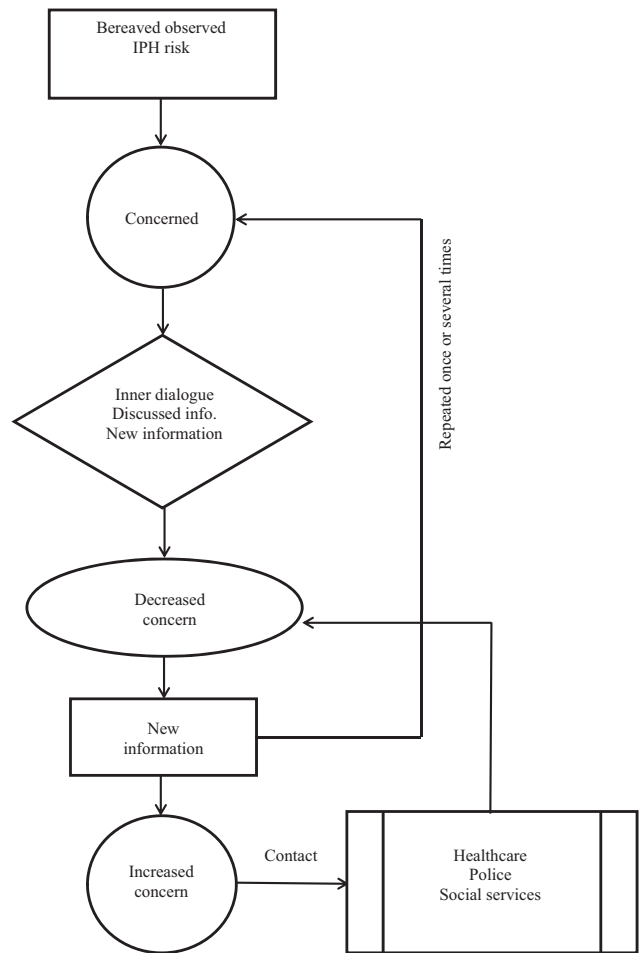 Bereaved observed
IPH risk
Concerned
Repeated once or several times
Inner dialogue
Discussed info.
New information
Decreased
concern
New
information
Increased
concern
Contact
Healthcare
Police
Social services